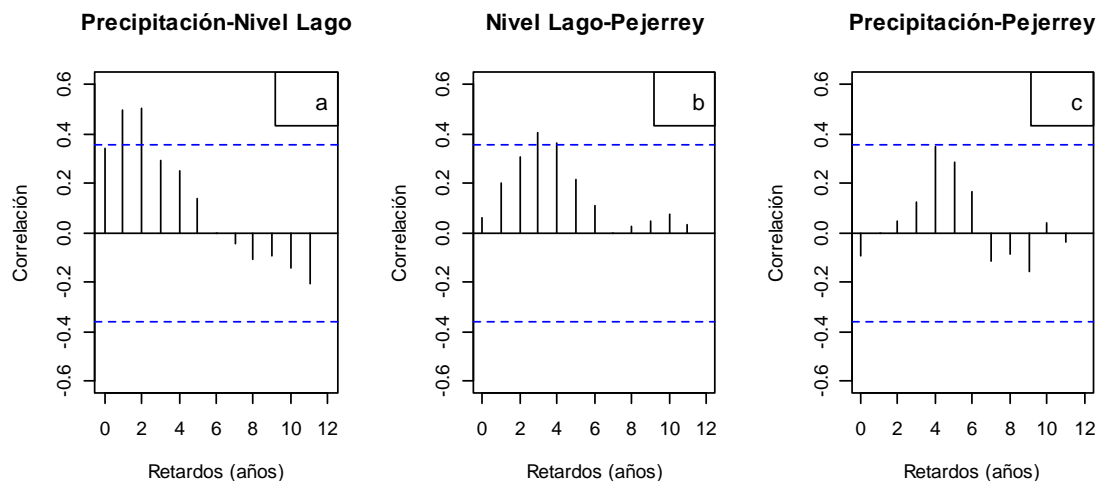 Precipitación-Nivel Lago
Nivel Lago-Pejerrey
Precipitación-Pejerrey
a
b
c
Correlación
-0.6 -0.4 -0.2 0.0 0.2 0.4 0.6
0 2 4 6 8 10 12
Retardos (años)
Correlación
-0.6 -0.4 -0.2 0.0 0.2 0.4 0.6
0 2 4 6 8 10 12
Retardos (años)
Correlación
-0.6 -0.4 -0.2 0.0 0.2 0.4 0.6
0 2 4 6 8 10 12
Retardos (años)